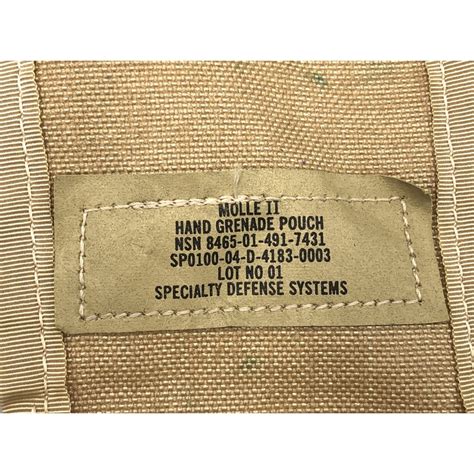 MOLLE II
HAND GRENADE POUCH
NSN 8465-01-491-7431
SP0100-04-D-4183-0003
LOT NO 01
SPECIALTY DEFENSE SYSTEMS